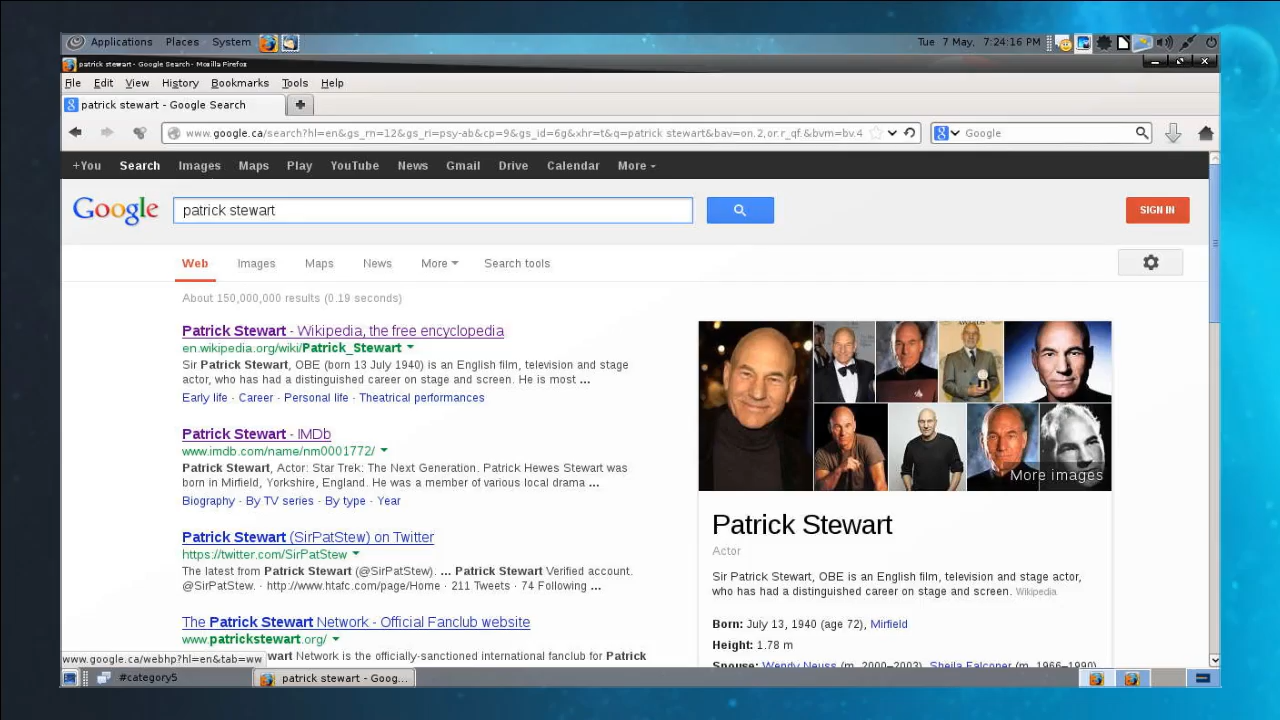 Applications Places System Tue 7 May, 7:24:16 PM
patrick stewart - Google Search - Mozilla Firefox
File Edit View History Bookmarks Tools Help
patrick stewart - Google Search
www.google.ca/search?hl=en&gs_rn=12&gs_ri=psy-ab&cp=9&gs_id=6g&xhr=t&q=patrick stewart&bav=on.2,or.r_qf.&bvm=bv.4 Google
+You Search Images Maps Play YouTube News Gmail Drive Calendar More
Google patrick stewart SIGN IN
Web Images Maps News More Search tools
About 150,000,000 results (0.19 seconds)
Patrick Stewart - Wikipedia, the free encyclopedia
en.wikipedia.org/wiki/Patrick_Stewart
Sir Patrick Stewart, OBE (born 13 July 1940) is an English film, television and stage
actor, who has had a distinguished career on stage and screen. He is most ...
Early life · Career · Personal life · Theatrical performances
Patrick Stewart - IMDb
www.imdb.com/name/nm0001772/
Patrick Stewart, Actor: Star Trek: The Next Generation. Patrick Hewes Stewart was
born in Mirfield, Yorkshire, England. He was a member of various local drama ...
Biography · By TV series · By type · Year
Patrick Stewart (SirPatStew) on Twitter
https://twitter.com/SirPatStew
The latest from Patrick Stewart (@SirPatStew). ... Patrick Stewart Verified account.
@SirPatStew. · http://www.htafc.com/page/Home · 211 Tweets · 74 Following ...
The Patrick Stewart Network - Official Fanclub website
www.patrickstewart.org/
wart Network is the officially-sanctioned international fanclub for Patrick
More images
Patrick Stewart
Actor
Sir Patrick Stewart, OBE is an English film, television and stage actor,
who has had a distinguished career on stage and screen. Wikipedia
Born: July 13, 1940 (age 72), Mirfield
Height: 1.78 m
Spouse: Wendy Neuss (m. 2000–2003), Sheila Falconer (m. 1966–1990)
www.google.ca/webhp?hl=en&tab=ww
#category5 patrick stewart - Goog...